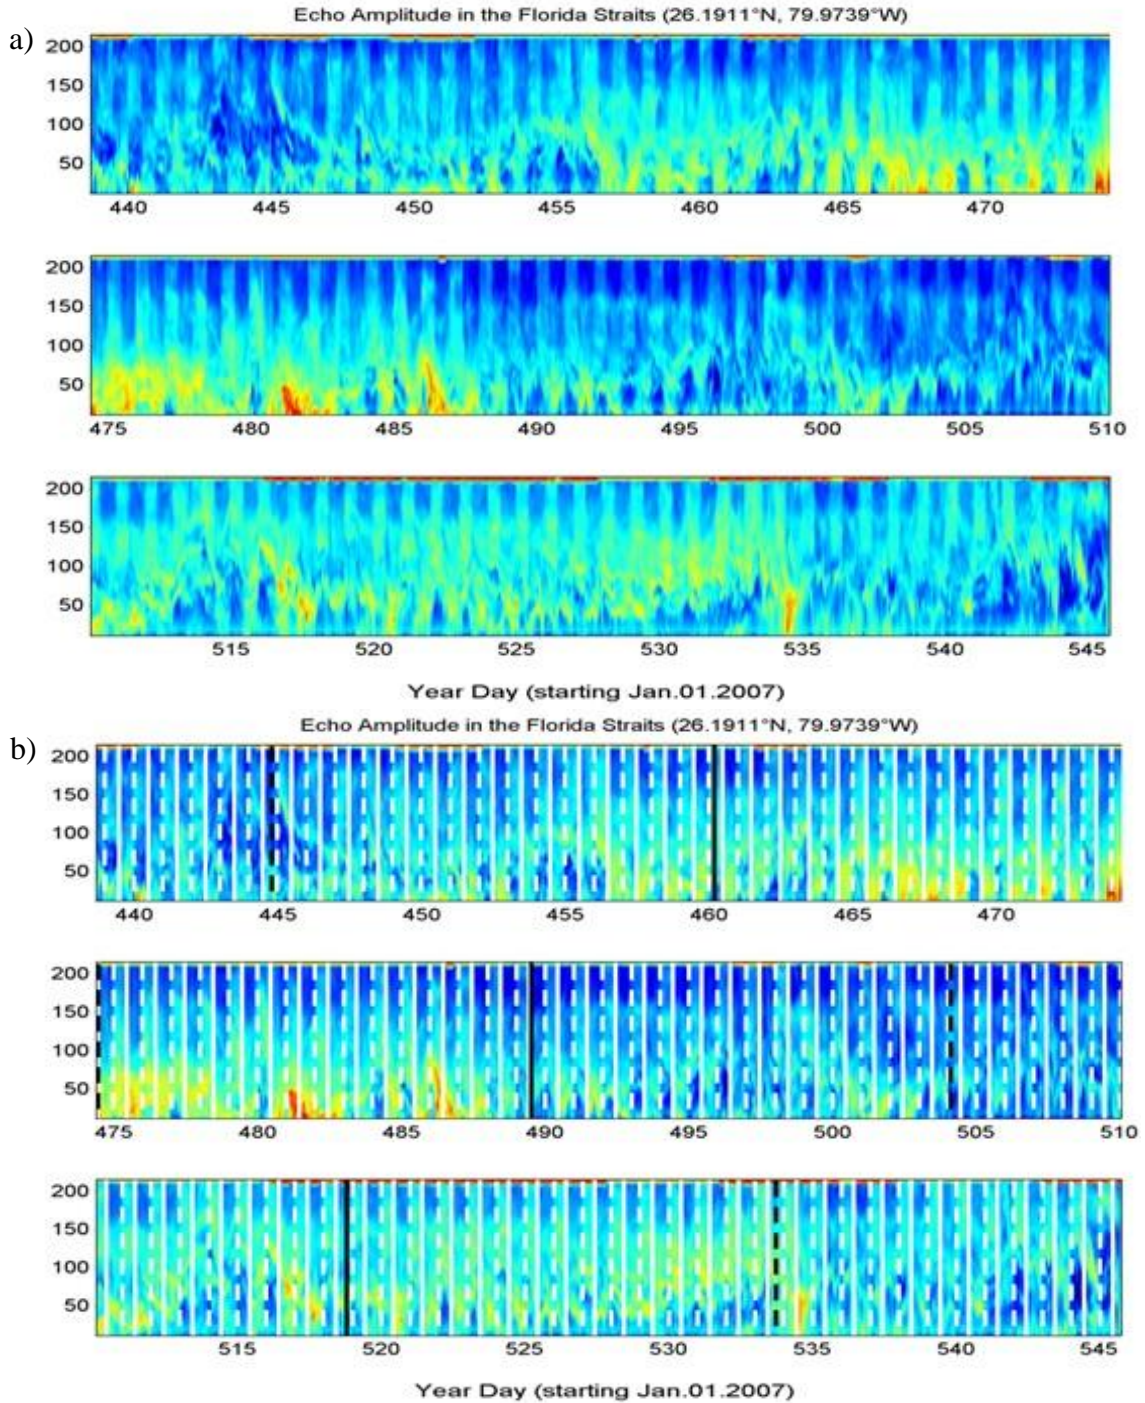 Echo Amplitude in the Florida Straits (26.1911°N, 79.9739°W)
a)
200
150
100
50
440 445 450 455 460 465 470
200
150
100
50
475 480 485 490 495 500 505 510
200
150
100
50
515 520 525 530 535 540 545
Year Day (starting Jan.01.2007)
Echo Amplitude in the Florida Straits (26.1911°N, 79.9739°W)
b)
200
150
100
50
440 445 450 455 460 465 470
200
150
100
50
475 480 485 490 495 500 505 510
200
150
100
50
515 520 525 530 535 540 545
Year Day (starting Jan.01.2007)